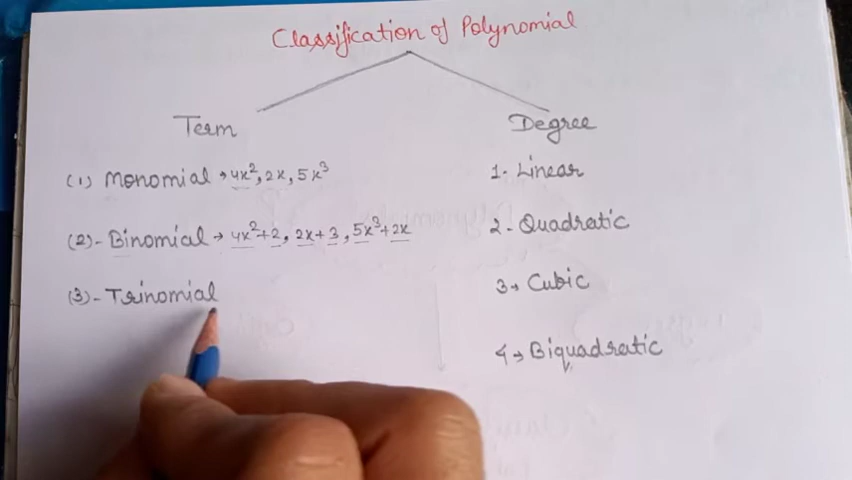 Classification of Polynomial
Term
(1) Monomial → 4x², 2x, 5x³
(2)- Binomial → 4x²+2, 2x+3, 5x³+2x
(3)- Trinomial
Degree
1. Linear
2- Quadratic
3→ Cubic
4→ Biquadratic